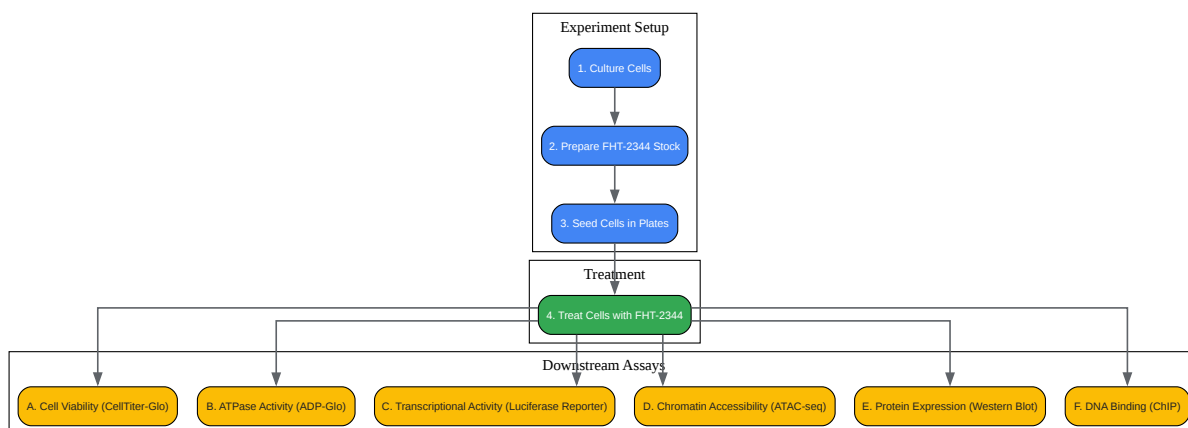 Experiment Setup
1. Culture Cells
2. Prepare FHT-2344 Stock
3. Seed Cells in Plates
Treatment
4. Treat Cells with FHT-2344
Downstream Assays
A. Cell Viability (CellTiter-Glo)
B. ATPase Activity (ADP-Glo)
C. Transcriptional Activity (Luciferase Reporter)
D. Chromatin Accessibility (ATAC-seq)
E. Protein Expression (Western Blot)
F. DNA Binding (ChIP)